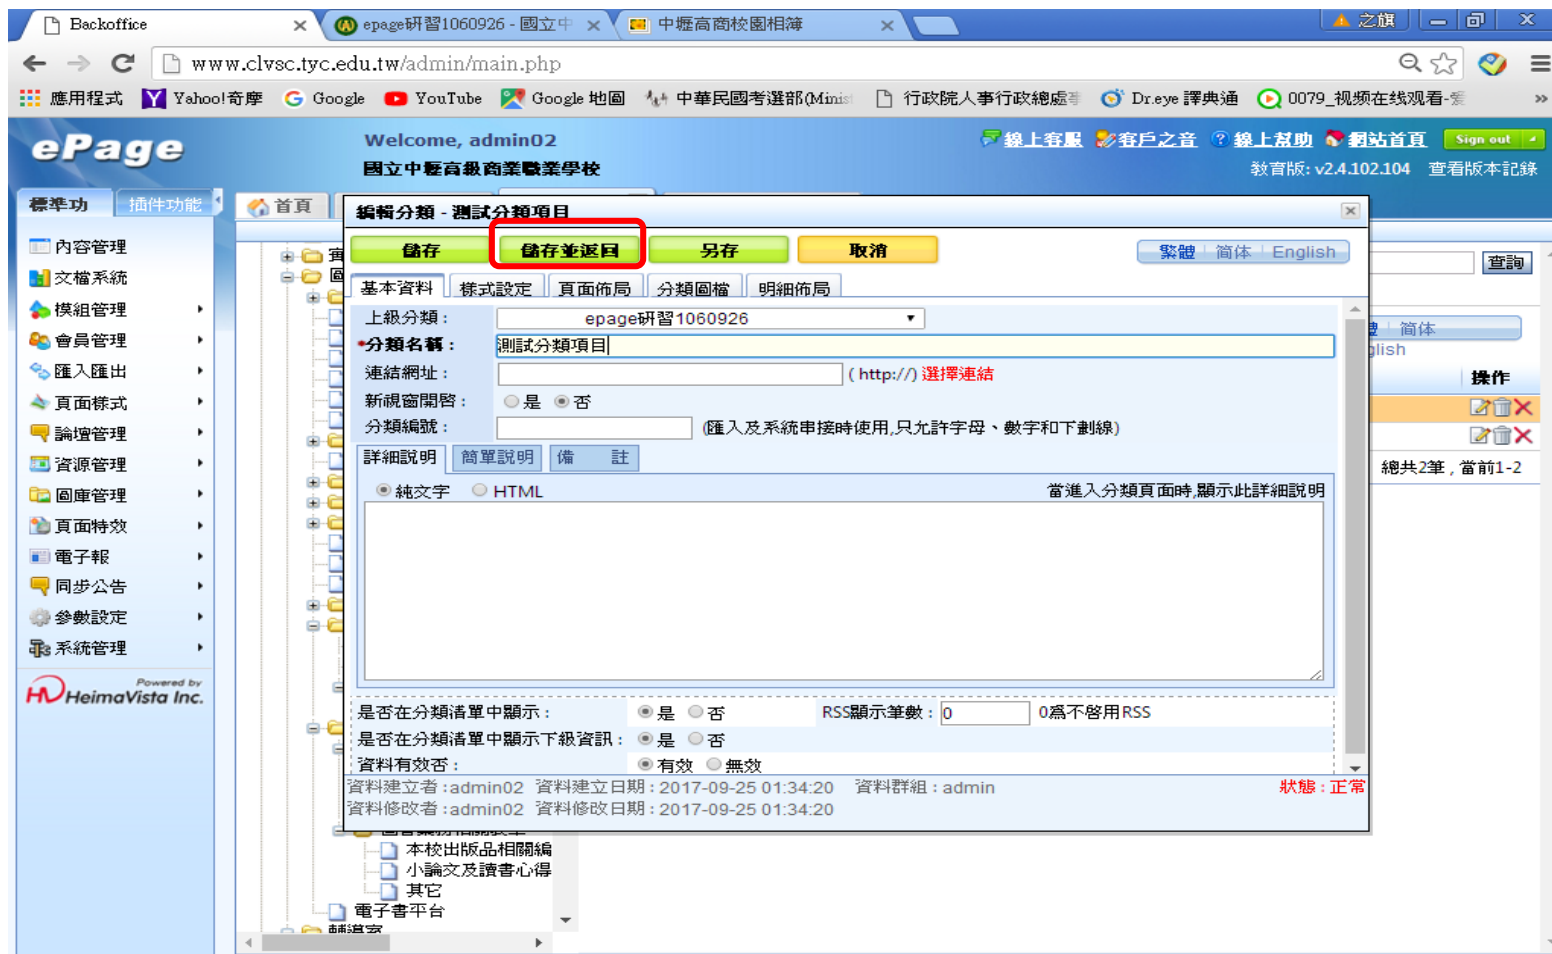 Backoffice
epage研習1060926 - 國立中
中壢高商校園相簿
之旗
www.clvsc.tyc.edu.tw/admin/main.php
應用程式
Yahoo!奇摩
Google
YouTube
Google 地圖
中華民國考選部(Minis
行政院人事行政總處
Dr.eye 譯典通
0079_视频在线观看-
»
ePage
Welcome, admin02
國立中壢高級商業職業學校
線上客服
客戶之音
線上幫助
網站首頁
Sign out
教育版: v2.4.102.104
查看版本記錄
標準功
插件功能
首頁
內容管理
文檔系統
模組管理
會員管理
匯入匯出
頁面樣式
論壇管理
資源管理
圖庫管理
頁面特效
電子報
同步公告
參數設定
系統管理
Powered by
HeimaVista Inc.
編輯分類 - 測試分類項目
儲存
儲存並返回
另存
取消
繁體
简体
English
基本資料
樣式設定
頁面佈局
分類圖檔
明細佈局
上級分類 :
epage研習1060926
*分類名稱 :
測試分類項目
連結網址 :
( http://) 選擇連結
新視窗開啓 :
是
否
分類編號 :
(匯入及系統串接時使用,只允許字母、數字和下劃線)
詳細說明
簡單說明
備 註
純文字
HTML
當進入分類頁面時,顯示此詳細說明
是否在分類清單中顯示 :
是
否
RSS顯示筆數 :
0
0爲不啓用RSS
是否在分類清單中顯示下級資訊 :
是
否
資料有效否 :
有效
無效
資料建立者 :admin02 資料建立日期 : 2017-09-25 01:34:20 資料群組 : admin
狀態 : 正常
資料修改者 :admin02 資料修改日期 : 2017-09-25 01:34:20
查詢
简体
glish
操作
總共2筆 , 當前1-2
本校出版品相關編
小論文及讀書心得
其它
電子書平台
輔導室